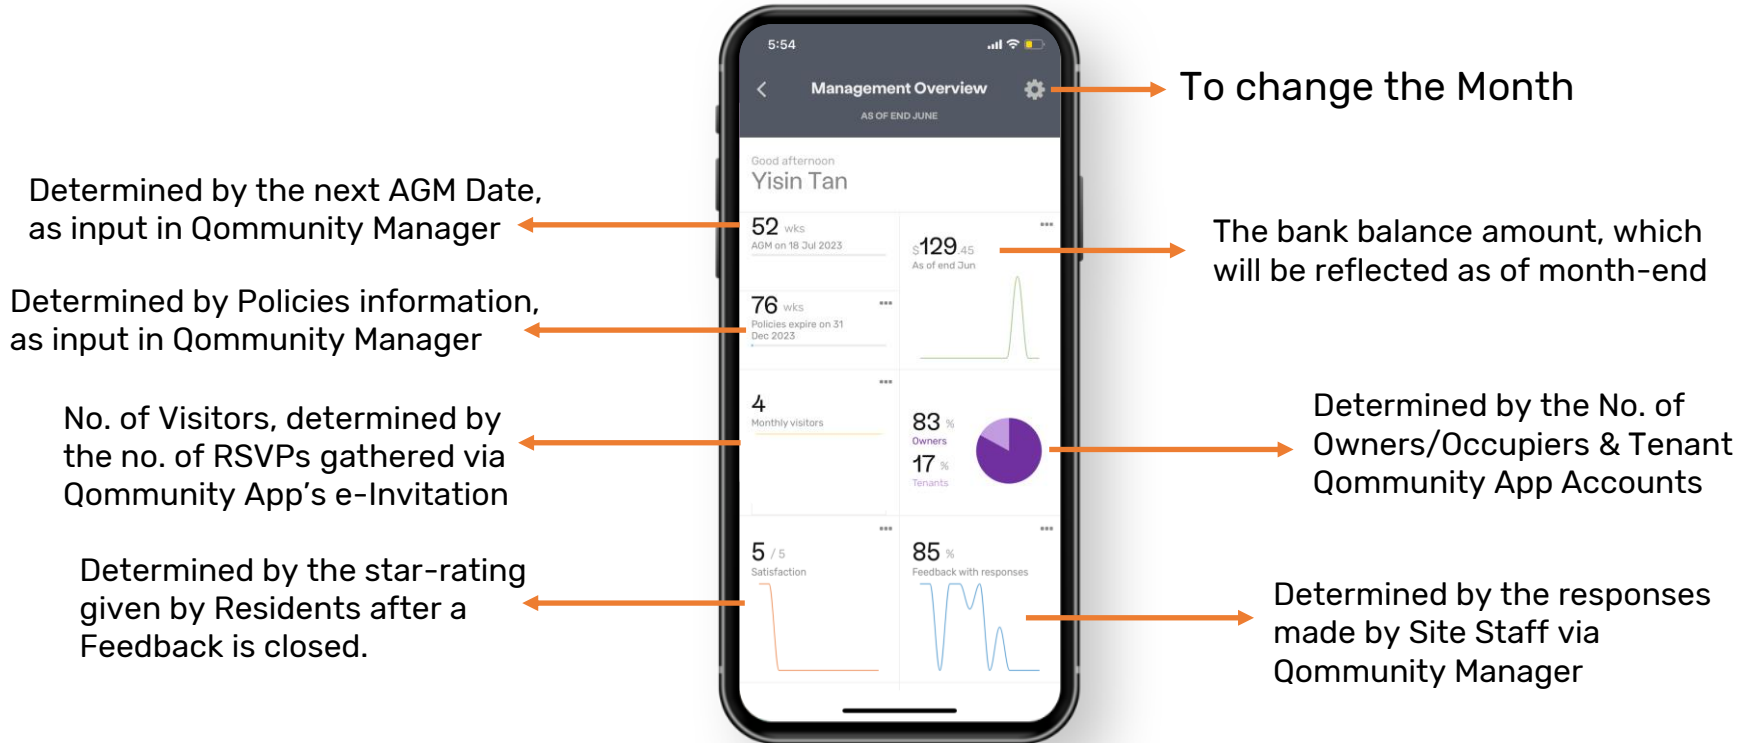 5:54
Management Overview
AS OF END JUNE
To change the Month
Good afternoon
Yisin Tan
Determined by the next AGM Date,
as input in Qommunity Manager
52 wks
AGM on 18 Jul 2023
$129.45
As of end Jun
The bank balance amount, which
will be reflected as of month-end
Determined by Policies information,
as input in Qommunity Manager
76 wks
Policies expire on 31
Dec 2023
No. of Visitors, determined by
the no. of RSVPs gathered via
Qommunity App's e-Invitation
4
Monthly visitors
83 %
Owners
17 %
Tenants
Determined by the No. of
Owners/Occupiers & Tenant
Qommunity App Accounts
Determined by the star-rating
given by Residents after a
Feedback is closed.
5 / 5
Satisfaction
85 %
Feedback with responses
Determined by the responses
made by Site Staff via
Qommunity Manager